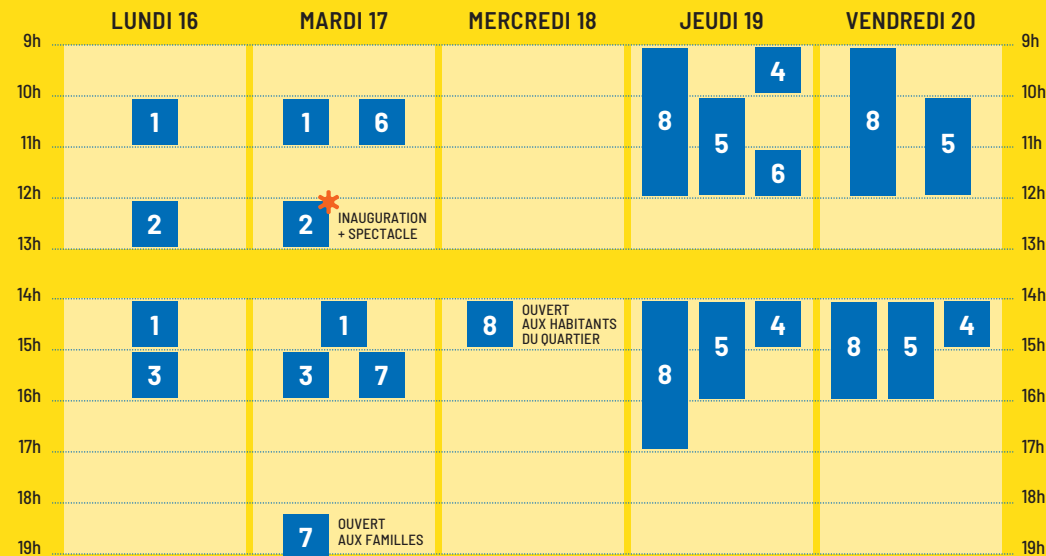 LUNDI 16 MARDI 17 MERCREDI 18 JEUDI 19 VENDREDI 20
9h 9h
4
10h 10h
1 1 6 8 5 8 5
11h 11h
6
12h 12h
2 2* INAUGURATION
+ SPECTACLE
13h 13h
14h 14h
1 1 8 OUVERT
AUX HABITANTS
DU QUARTIER
4 4
15h 15h
5 8 5
3 3 7 8
16h 16h
17h 17h
18h 18h
7 OUVERT
AUX FAMILLES
19h 19h